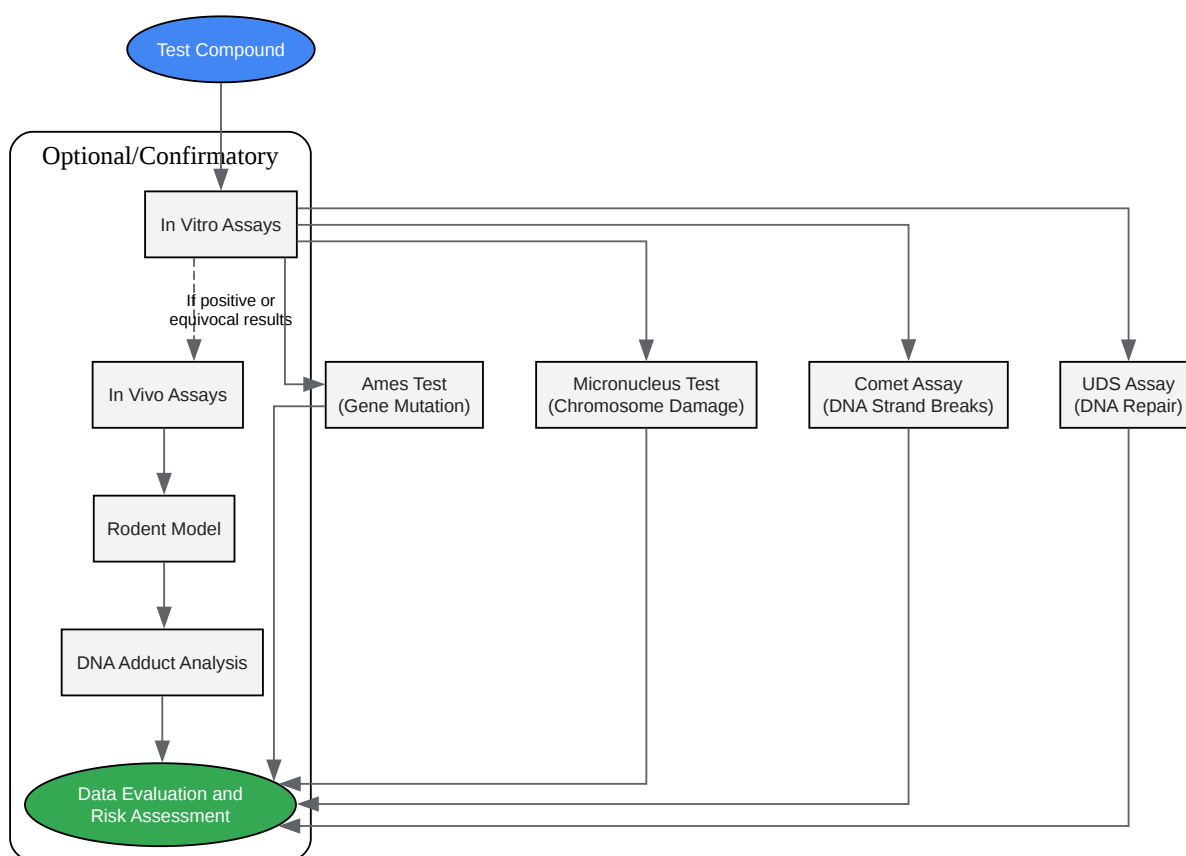 Test Compound
Optional/Confirmatory
In Vitro Assays
If positive or
equivocal results
In Vivo Assays
Ames Test
(Gene Mutation)
Micronucleus Test
(Chromosome Damage)
Comet Assay
(DNA Strand Breaks)
UDS Assay
(DNA Repair)
Rodent Model
DNA Adduct Analysis
Data Evaluation and
Risk Assessment